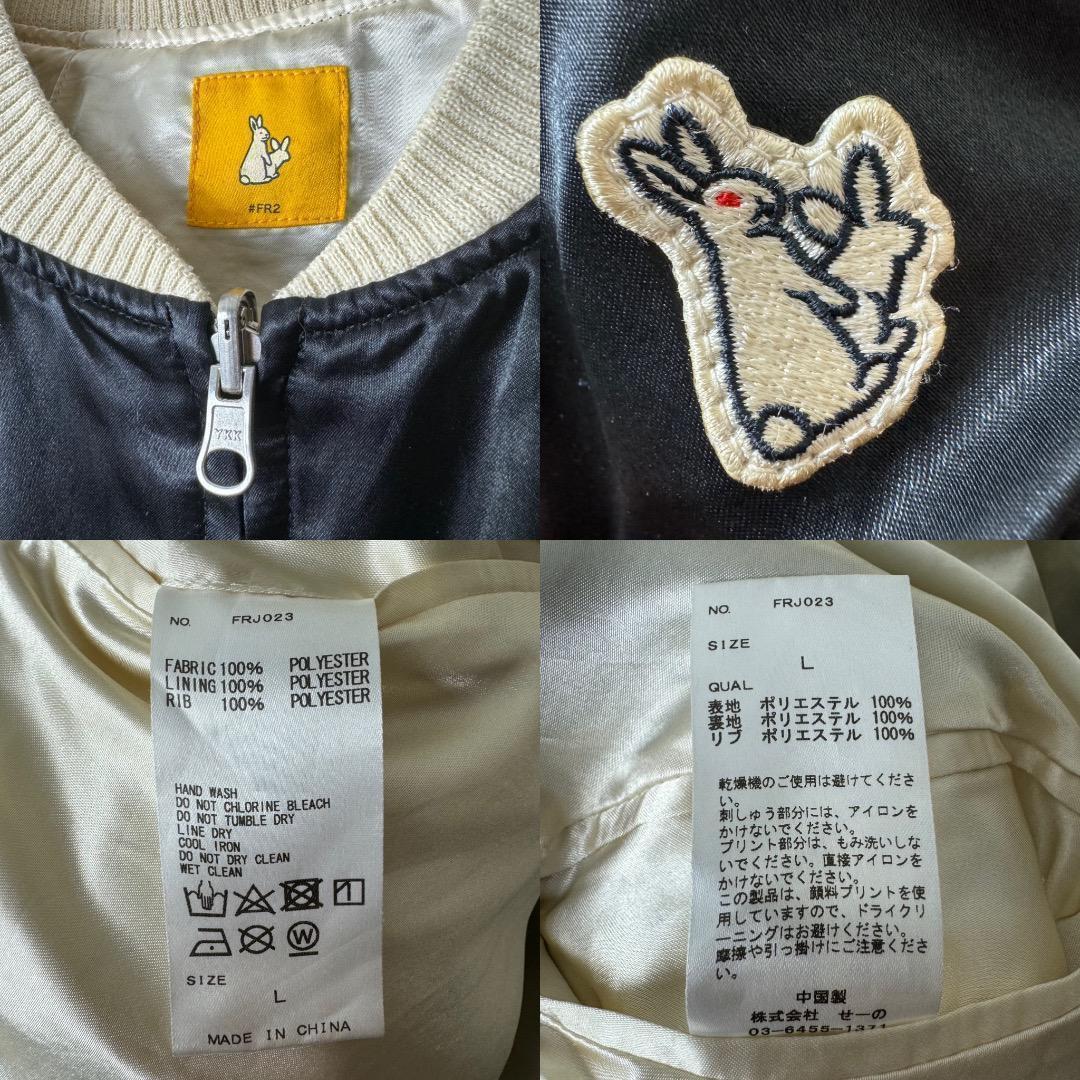 #FR2
YKK
NO. FRJ023
FABRIC 100% POLYESTER
LINING 100% POLYESTER
RIB 100% POLYESTER
HAND WASH
DO NOT CHLORINE BLEACH
DO NOT TUMBLE DRY
LINE DRY
COOL IRON
DO NOT DRY CLEAN
WET CLEAN
1
W
SIZE
L
MADE IN CHINA
NO. FRJ023
SIZE
L
QUAL
表地 ポリエステル 100%
裏地 ポリエステル 100%
リブ ポリエステル 100%
乾燥機のご使用は避けてくださ
い。
刺しゅう部分には、アイロンを
かけないでください。
プリント部分は、もみ洗いしな
いでください。直接アイロンを
かけないでください。
この製品は、顔料プリントを使
用していますので、ドライクリ
ーニングはお避けください。
摩擦や引っ掛けにご注意くださ
い。
中国製
株式会社 せーの
03-6455-1371